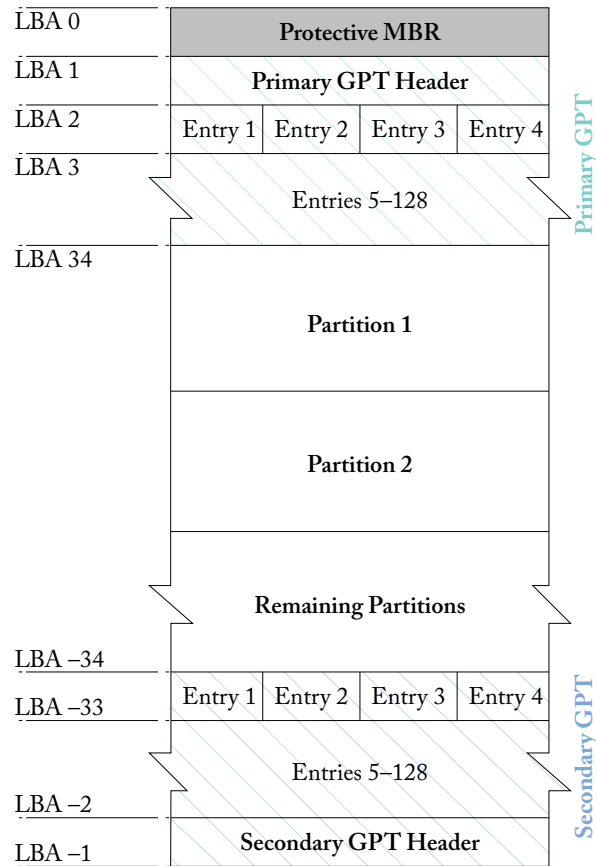 LBA 0
Protective MBR
LBA 1
Primary GPT Header
LBA 2
Entry 1 Entry 2 Entry 3 Entry 4
LBA 3
Entries 5–128
Primary GPT
LBA 34
Partition 1
Partition 2
Remaining Partitions
LBA –34
Entry 1 Entry 2 Entry 3 Entry 4
LBA –33
Entries 5–128
Secondary GPT
LBA –2
Secondary GPT Header
LBA –1